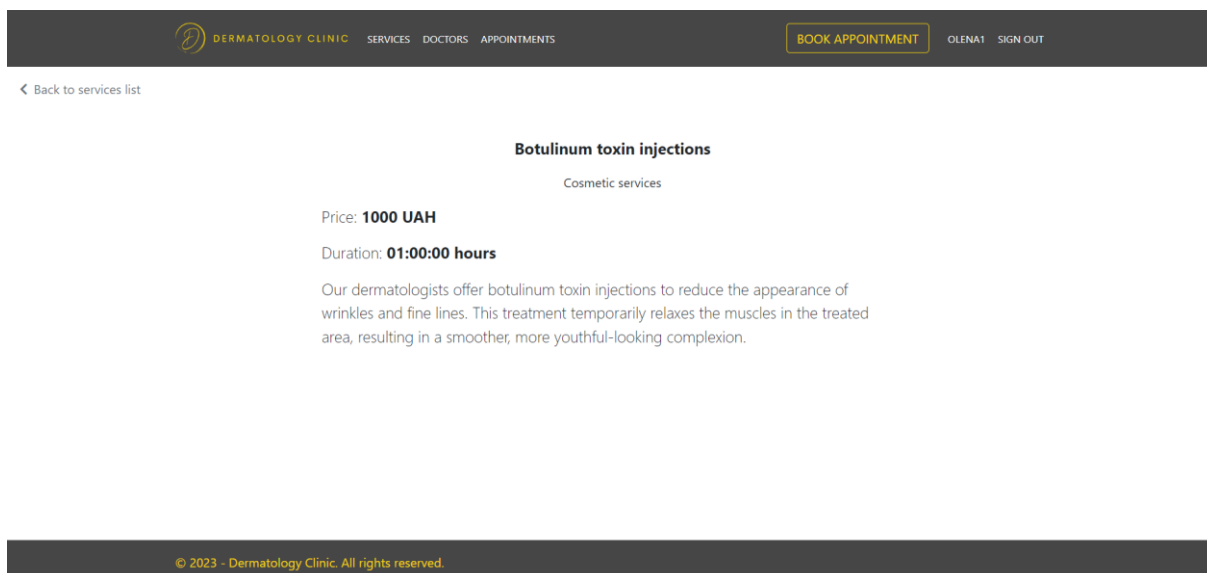 DERMATOLOGY CLINIC SERVICES DOCTORS APPOINTMENTS BOOK APPOINTMENT OLENA1 SIGN OUT
Back to services list
Botulinum toxin injections
Cosmetic services
Price: 1000 UAH
Duration: 01:00:00 hours
Our dermatologists offer botulinum toxin injections to reduce the appearance of
wrinkles and fine lines. This treatment temporarily relaxes the muscles in the treated
area, resulting in a smoother, more youthful-looking complexion.
© 2023 - Dermatology Clinic. All rights reserved.